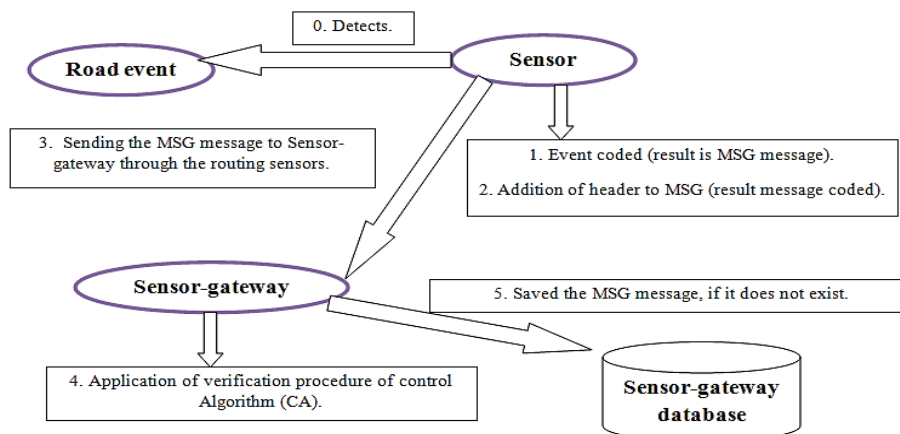 0. Detects.
Road event
Sensor
3. Sending the MSG message to Sensor-
gateway through the routing sensors.
1. Event coded (result is MSG message).
2. Addition of header to MSG (result message coded).
Sensor-gateway
5. Saved the MSG message, if it does not exist.
4. Application of verification procedure of control
Algorithm (CA).
Sensor-gateway
database